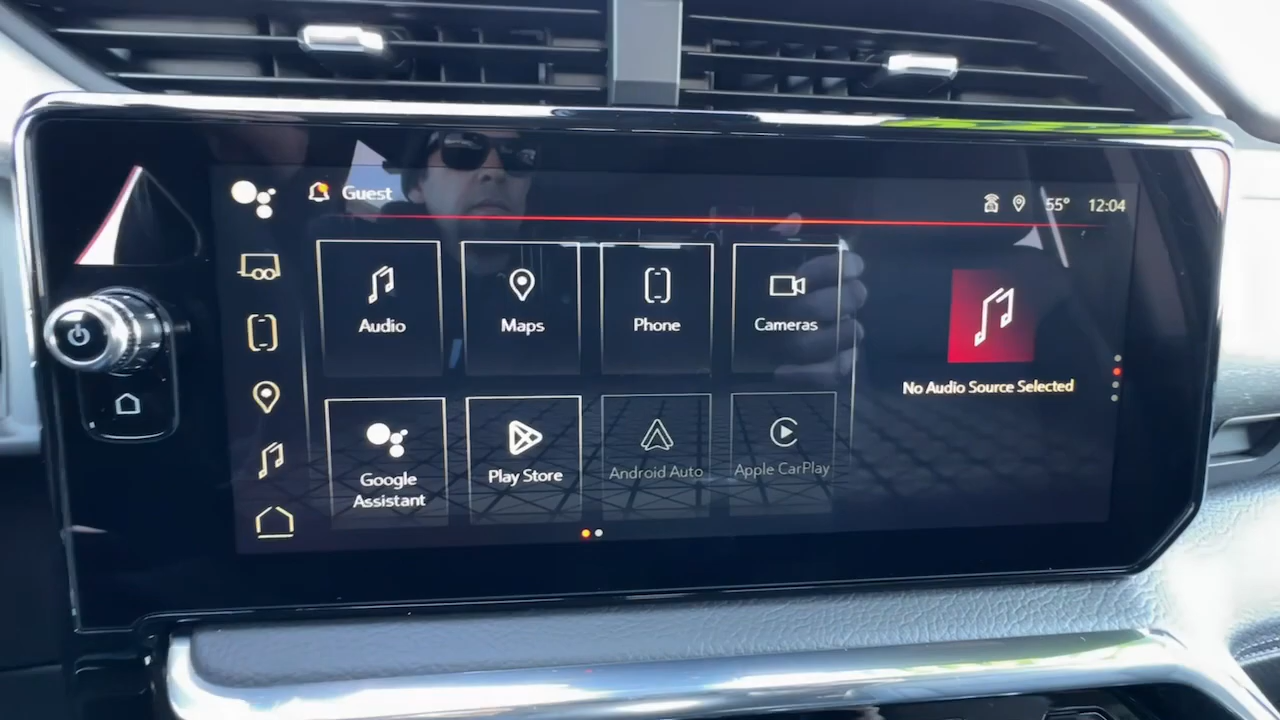 Guest
55° 12:04
Audio
Maps
Phone
Cameras
No Audio Source Selected
Google
Assistant
Play Store
Android Auto
Apple CarPlay